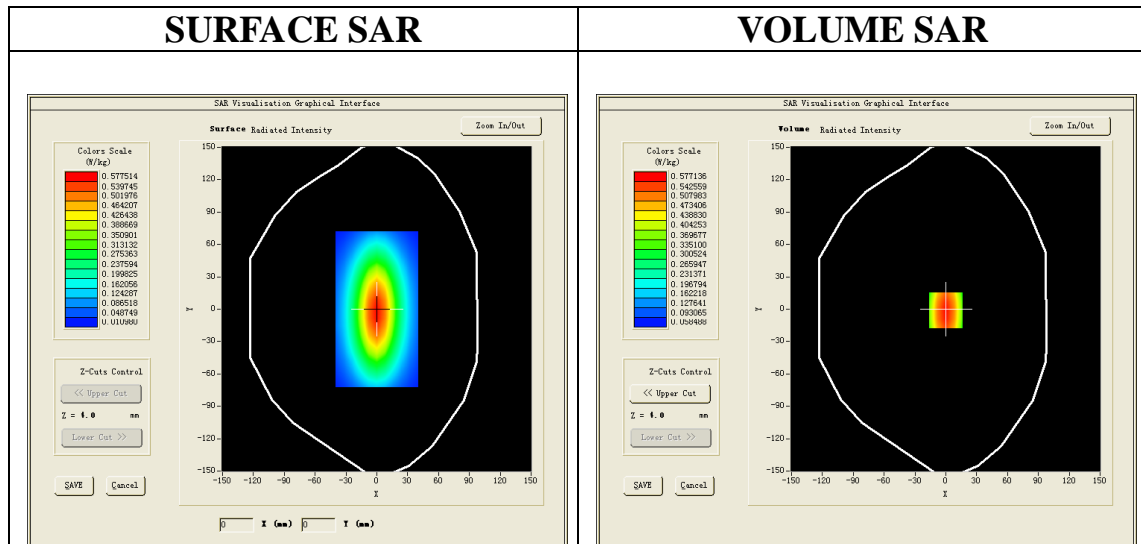 SURFACE SAR
VOLUME SAR
SAR Visualisation Graphical Interface
Surface Radiated Intensity
Zoom In/Out
Colors Scale
(W/kg)
0.577514
0.539745
0.501976
0.464207
0.426438
0.388669
0.350901
0.313132
0.275363
0.237594
0.199825
0.162056
0.124287
0.086518
0.048749
0.010980
150
120
90
60
30
0
-30
-60
-90
-120
-150
Y
-150 -120 -90 -60 -30 0 30 60 90 120 150
X
Z-Cuts Control
<< Upper Cut
Z = 4.0 mm
Lower Cut >>
SAVE Cancel
0 X (mm) 0 Y (mm)
SAR Visualisation Graphical Interface
Volume Radiated Intensity
Zoom In/Out
Colors Scale
(W/kg)
0.577136
0.542559
0.507983
0.473406
0.438830
0.404253
0.369677
0.335100
0.300524
0.265947
0.231371
0.196794
0.162218
0.127641
0.093065
0.058488
150
120
90
60
30
0
-30
-60
-90
-120
-150
Y
-150 -120 -90 -60 -30 0 30 60 90 120 150
X
Z-Cuts Control
<< Upper Cut
Z = 4.0 mm
Lower Cut >>
SAVE Cancel